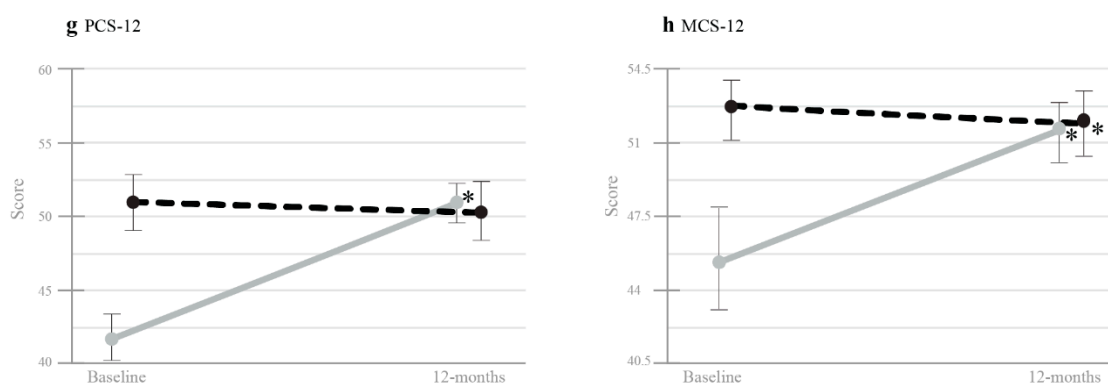 g PCS-12
60
55
50
45
40
Score
*
Baseline 12-months
h MCS-12
54.5
51
47.5
44
40.5
Score
* *
Baseline 12-months